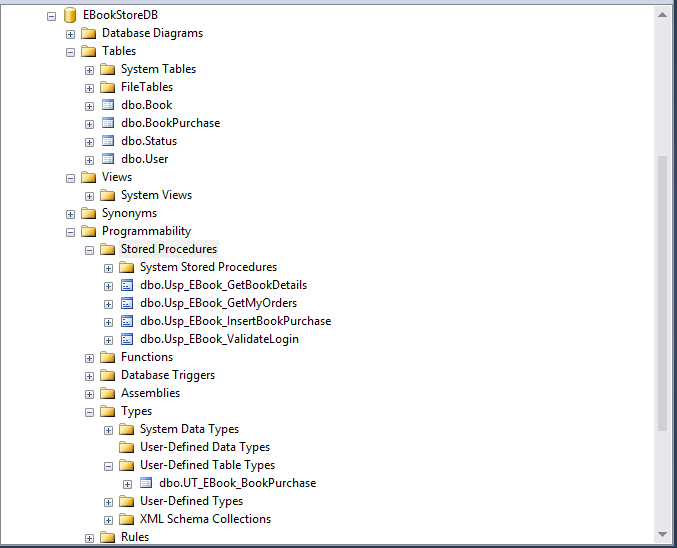 EBookStoreDB
Database Diagrams
Tables
System Tables
FileTables
dbo.Book
dbo.BookPurchase
dbo.Status
dbo.User
Views
System Views
Synonyms
Programmability
Stored Procedures
System Stored Procedures
dbo.Usp_EBook_GetBookDetails
dbo.Usp_EBook_GetMyOrders
dbo.Usp_EBook_InsertBookPurchase
dbo.Usp_EBook_ValidateLogin
Functions
Database Triggers
Assemblies
Types
System Data Types
User-Defined Data Types
User-Defined Table Types
dbo.UT_EBook_BookPurchase
User-Defined Types
XML Schema Collections
Rules